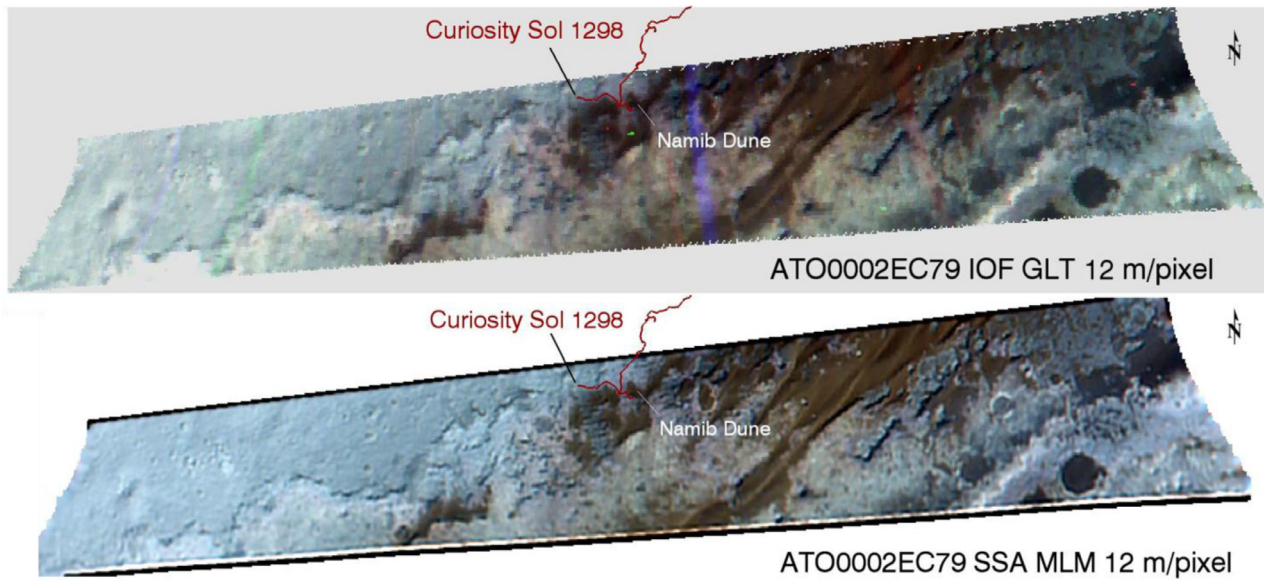 Curiosity Sol 1298
N
Namib Dune
ATO0002EC79 IOF GLT 12 m/pixel
Curiosity Sol 1298
N
Namib Dune
ATO0002EC79 SSA MLM 12 m/pixel